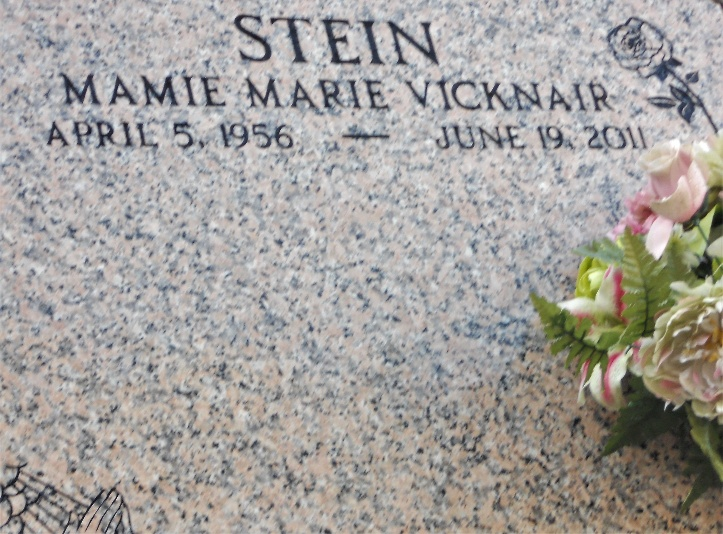 STEIN
MAMIE MARIE VICKNAIR
APRIL 5, 1956 — JUNE 19, 2011